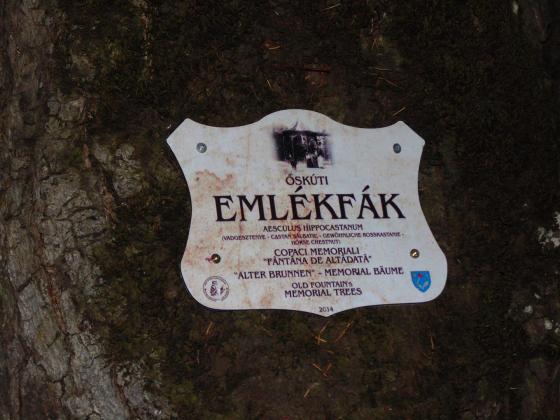 ŐSKÚTI
EMLÉKFÁK
AESCULUS HIPPOCASTANUM
(VADGESZTENYE - CASTAN SĂLBATIC - GEWÖHNLICHE ROSSKASTANIE -
HORSE CHESTNUT)
COPACI MEMORIALI
"FÂNTÂNA DE ALTĂDATĂ"
"ALTER BRUNNEN" - MEMORIAL BÄUME
OLD FOUNTAIN's
MEMORIAL TREES
2014